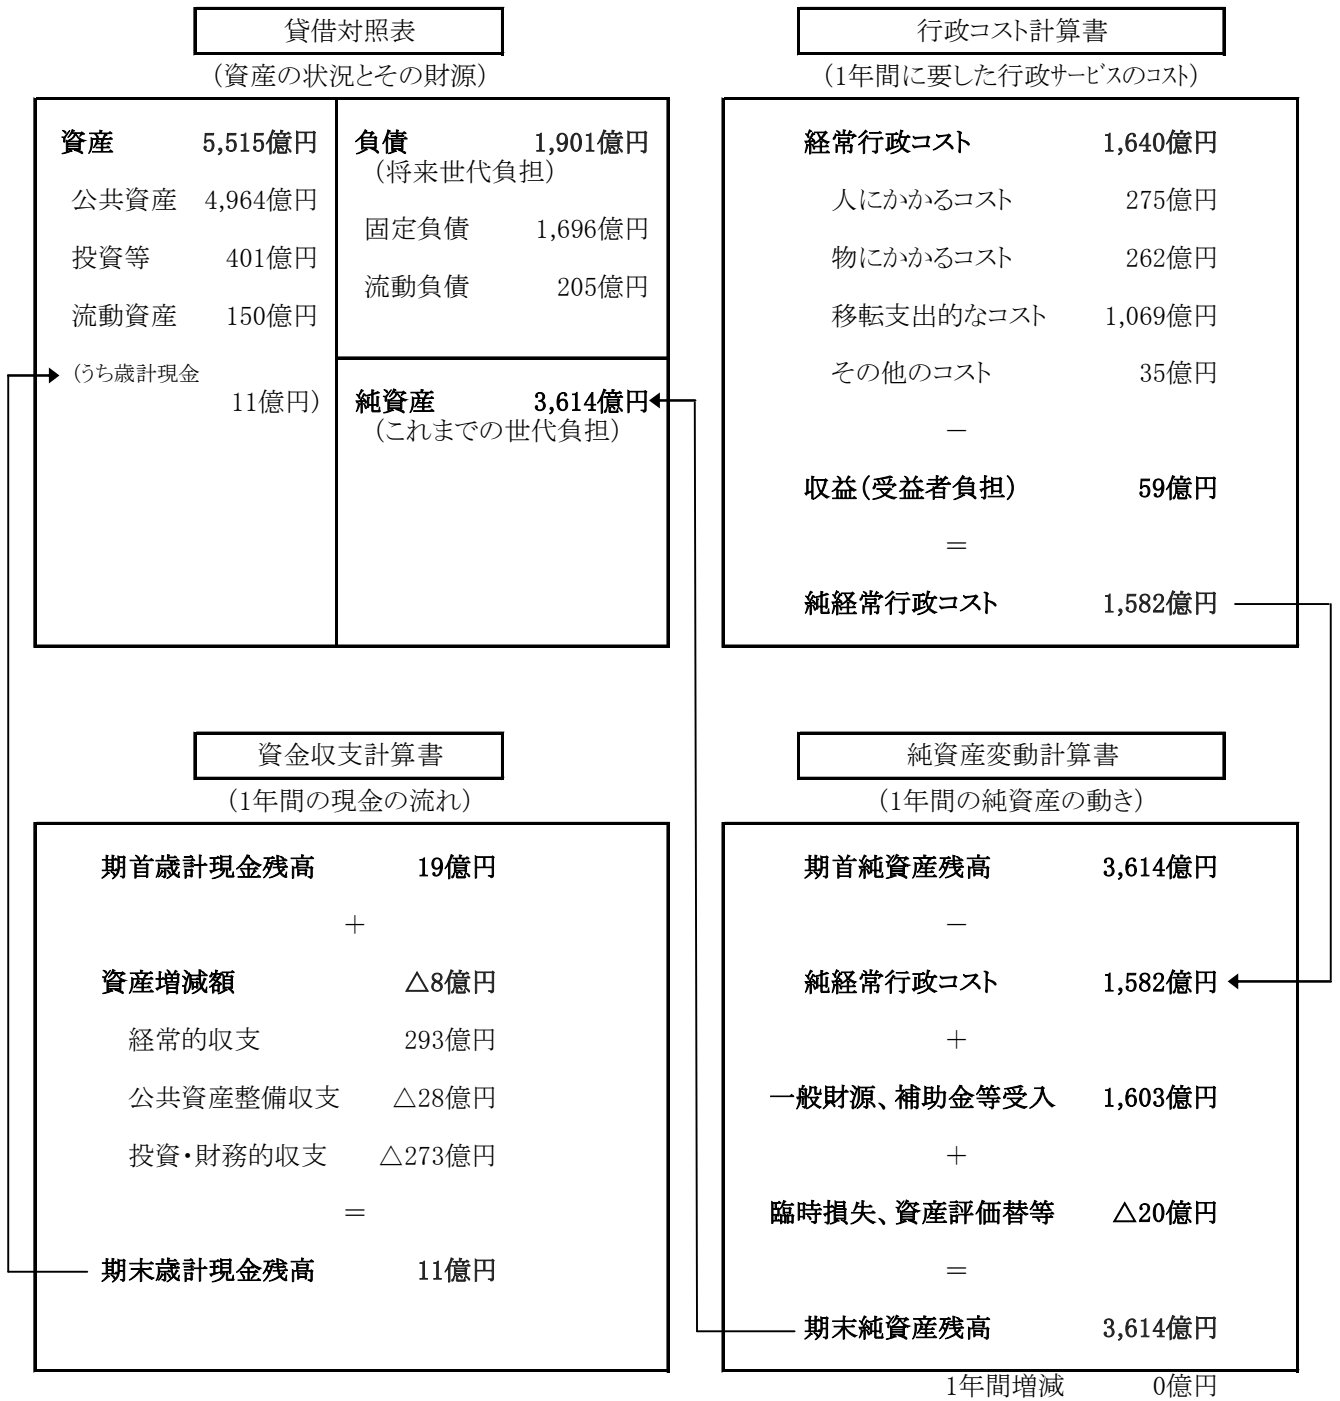 貸借対照表
(資産の状況とその財源)
資産 5,515億円
公共資産 4,964億円
投資等 401億円
流動資産 150億円
(うち歳計現金
11億円)
負債 1,901億円
(将来世代負担)
固定負債 1,696億円
流動負債 205億円
純資産 3,614億円
(これまでの世代負担)
行政コスト計算書
(1年間に要した行政サービスのコスト)
経常行政コスト 1,640億円
人にかかるコスト 275億円
物にかかるコスト 262億円
移転支出的なコスト 1,069億円
その他のコスト 35億円
－
収益(受益者負担) 59億円
＝
純経常行政コスト 1,582億円
資金収支計算書
(1年間の現金の流れ)
期首歳計現金残高 19億円
＋
資産増減額 △8億円
経常的収支 293億円
公共資産整備収支 △28億円
投資・財務的収支 △273億円
＝
期末歳計現金残高 11億円
純資産変動計算書
(1年間の純資産の動き)
期首純資産残高 3,614億円
－
純経常行政コスト 1,582億円
＋
一般財源、補助金等受入 1,603億円
＋
臨時損失、資産評価替等 △20億円
＝
期末純資産残高 3,614億円
1年間増減 0億円